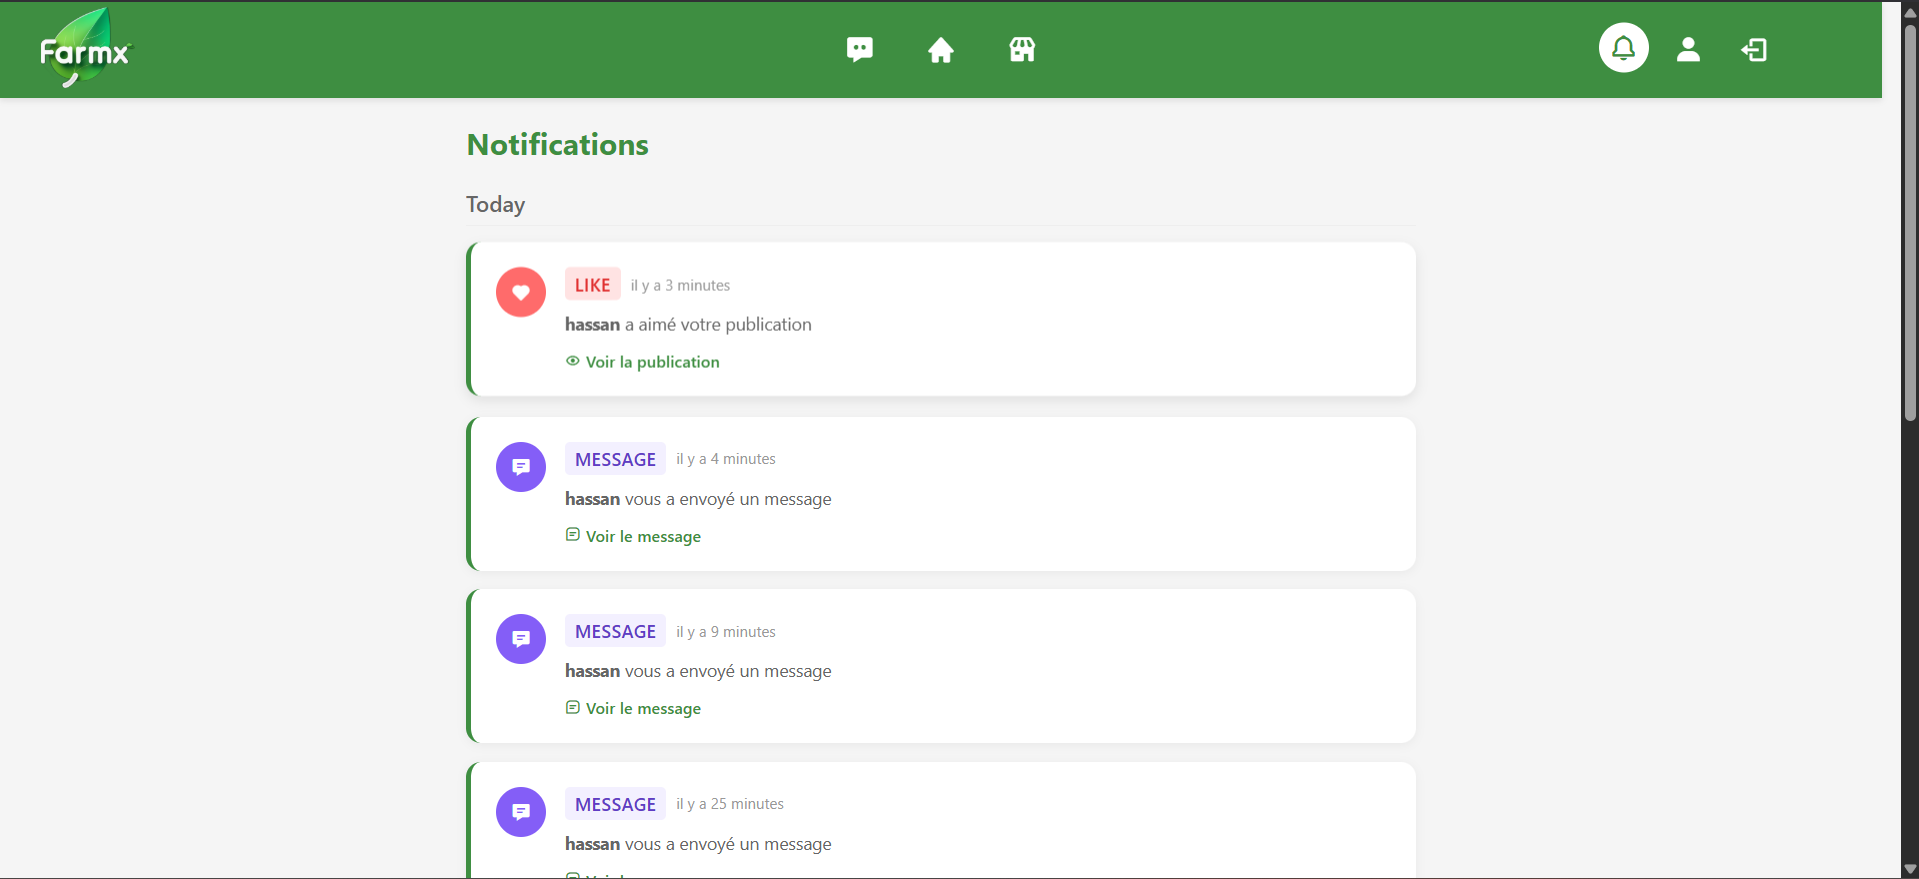 Farmx
Notifications
Today
LIKE il y a 3 minutes
hassan a aimé votre publication
Voir la publication
MESSAGE il y a 4 minutes
hassan vous a envoyé un message
Voir le message
MESSAGE il y a 9 minutes
hassan vous a envoyé un message
Voir le message
MESSAGE il y a 25 minutes
hassan vous a envoyé un message